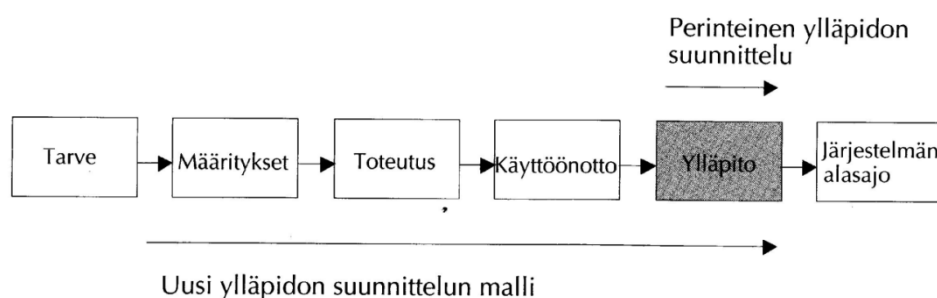 Perinteinen ylläpidon
suunnittelu
Tarve
Määritykset
Toteutus
Käyttöönotto
Ylläpito
Järjestelmän
alasajo
Uusi ylläpidon suunnittelun malli